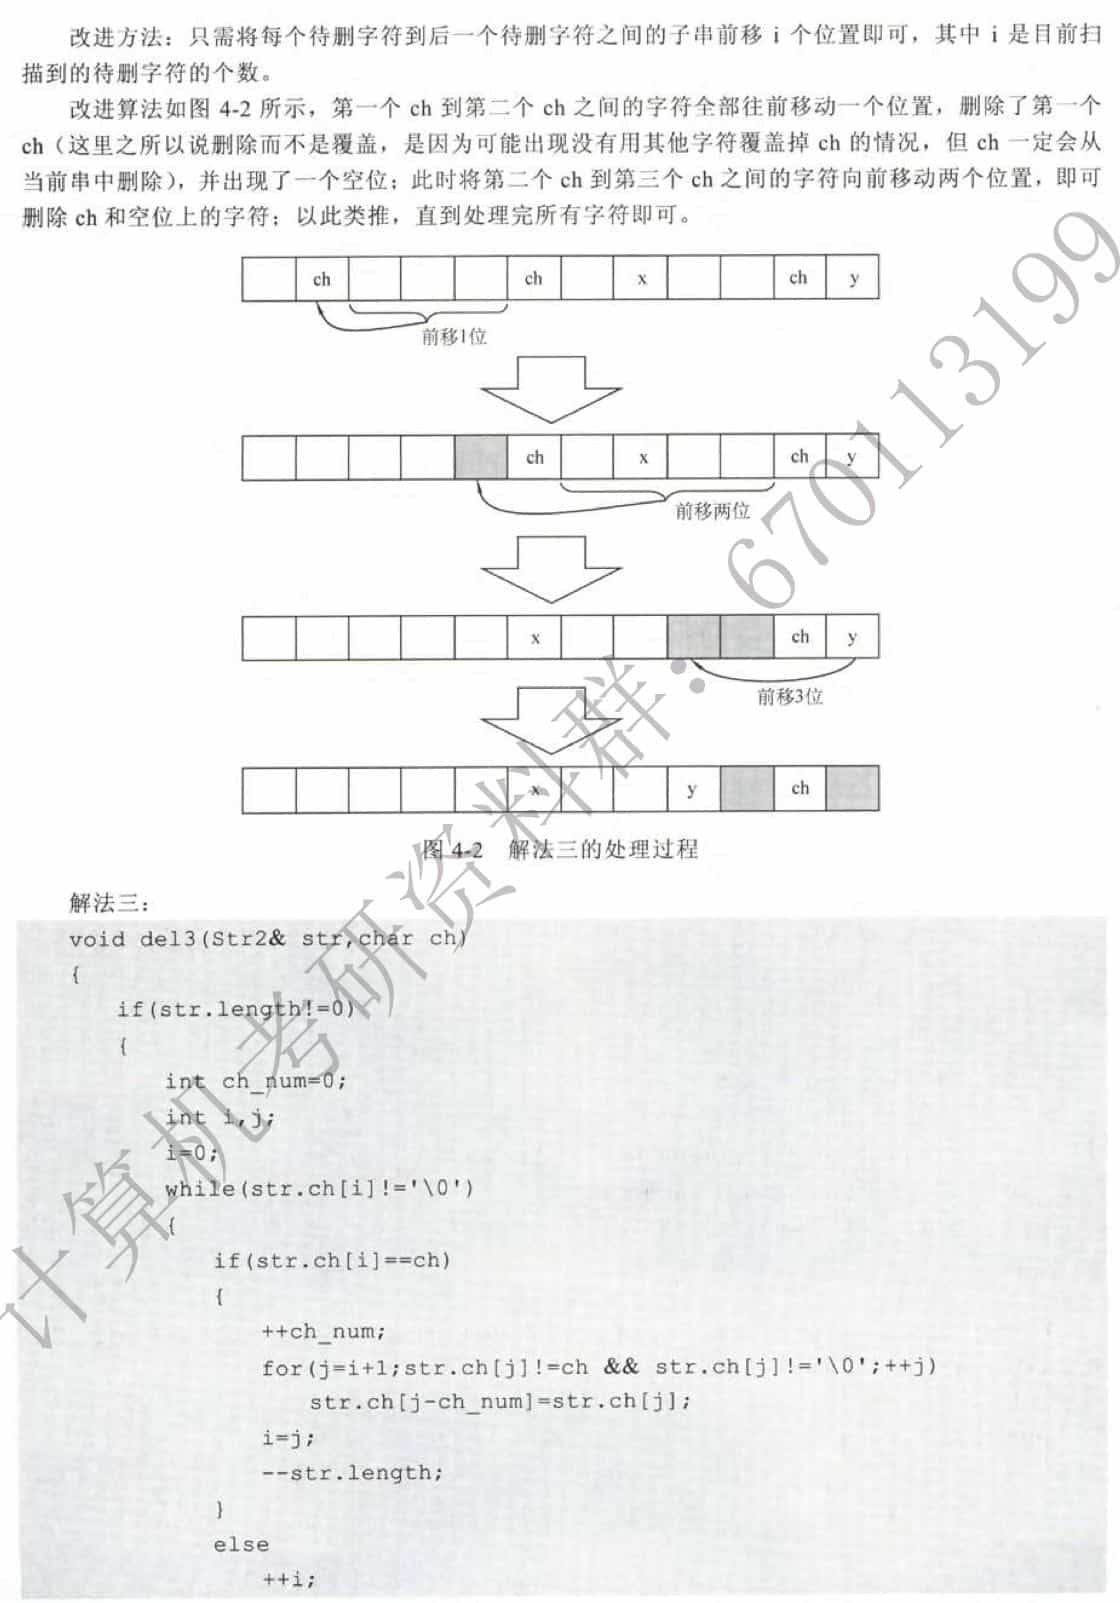 改进方法：只需将每个待删字符到后一个待删字符之间的子串前移 i 个位置即可，其中 i 是目前扫
描到的待删字符的个数。
改进算法如图 4-2 所示，第一个 ch 到第二个 ch 之间的字符全部往前移动一个位置，删除了第一个
ch（这里之所以说删除而不是覆盖，是因为可能出现没有用其他字符覆盖掉 ch 的情况，但 ch 一定会从
当前串中删除），并出现了一个空位；此时将第二个 ch 到第三个 ch 之间的字符向前移动两个位置，即可
删除 ch 和空位上的字符；以此类推，直到处理完所有字符即可。
ch ch x ch y
前移1位
ch x ch y
前移两位
x ch y
前移3位
x y ch
图 4-2 解法三的处理过程
解法三：
void del3(Str2& str,char ch)
{
if(str.length!=0)
{
int ch_num=0;
int i,j;
i=0;
while(str.ch[i]!='\0')
{
if(str.ch[i]==ch)
{
++ch_num;
for(j=i+1;str.ch[j]!=ch && str.ch[j]!='\0';++j)
str.ch[j-ch_num]=str.ch[j];
i=j;
--str.length;
}
else
++i;
计算机考研资料群：670113199